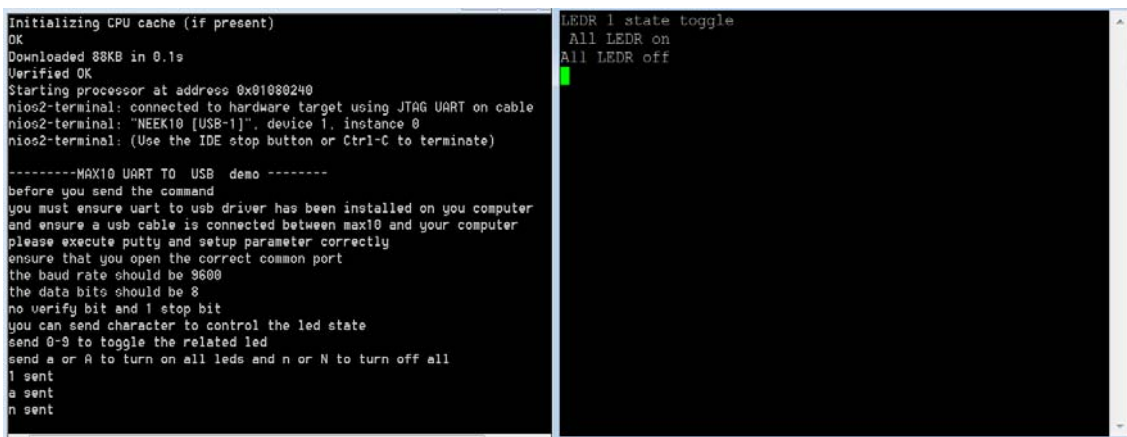 Initializing CPU cache (if present)
OK
Downloaded 88KB in 0.1s
Verified OK
Starting processor at address 0x01080240
nios2-terminal: connected to hardware target using JTAG UART on cable
nios2-terminal: "NEEK10 [USB-1]", device 1, instance 0
nios2-terminal: (Use the IDE stop button or Ctrl-C to terminate)
---------MAX10 UART TO  USB  demo --------
before you send the command
you must ensure uart to usb driver has been installed on you computer
and ensure a usb cable is connected between max10 and your computer
please execute putty and setup parameter correctly
ensure that you open the correct common port
the baud rate should be 9600
the data bits should be 8
no verify bit and 1 stop bit
you can send character to control the led state
send 0-9 to toggle the related led
send a or A to turn on all leds and n or N to turn off all
1 sent
a sent
n sent
LEDR 1 state toggle
All LEDR on
All LEDR off